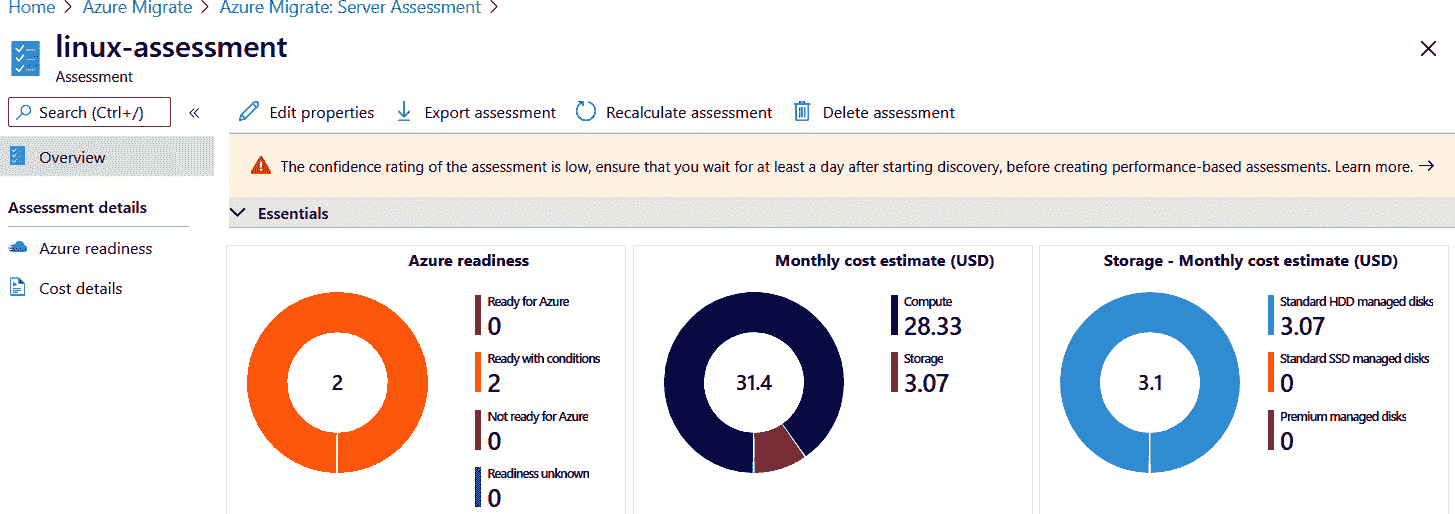 Home > Azure Migrate > Azure Migrate: Server Assessment >
linux-assessment
Assessment
Search (Ctrl+/) «
Edit properties Export assessment Recalculate assessment Delete assessment
Overview
The confidence rating of the assessment is low, ensure that you wait for at least a day after starting discovery, before creating performance-based assessments. Learn more. →
Assessment details
Azure readiness
Cost details
Essentials
Azure readiness
2
Ready for Azure
0
Ready with conditions
2
Not ready for Azure
0
Readiness unknown
0
Monthly cost estimate (USD)
31.4
Compute
28.33
Storage
3.07
Storage - Monthly cost estimate (USD)
3.1
Standard HDD managed disks
3.07
Standard SSD managed disks
0
Premium managed disks
0